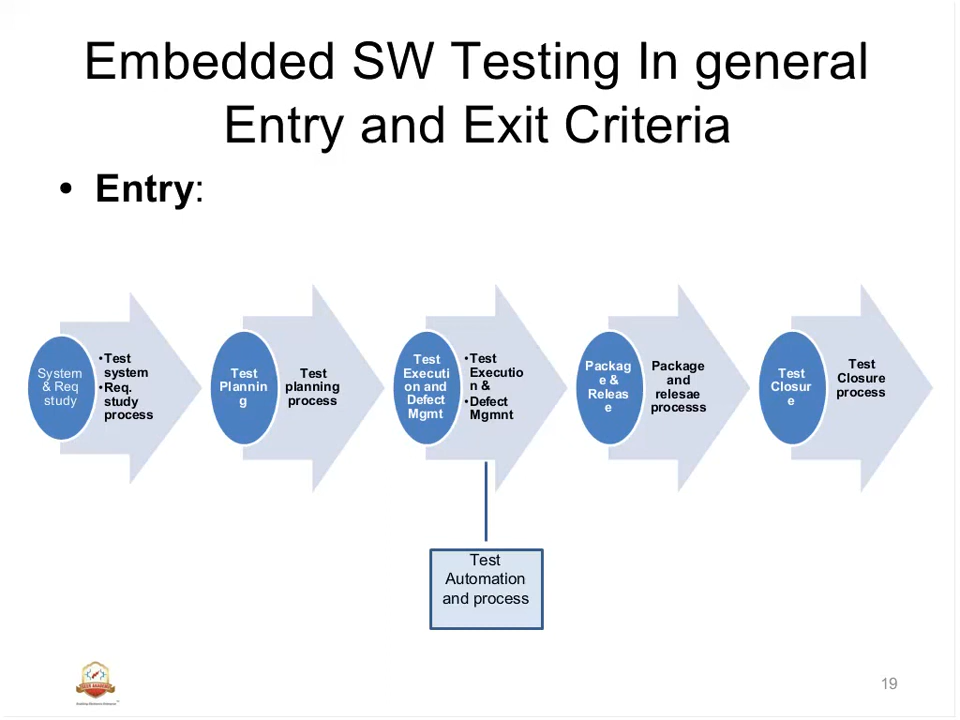 Embedded SW Testing In general
Entry and Exit Criteria
• Entry:
System
& Req
study
•Test
system
•Req.
study
process
Test
Plannin
g
Test
planning
process
Test
Executi
on and
Defect
Mgmt
•Test
Executio
n &
•Defect
Mgmnt
Packag
e &
Releas
e
Package
and
relesae
processs
Test
Closur
e
Test
Closure
process
Test
Automation
and process
19